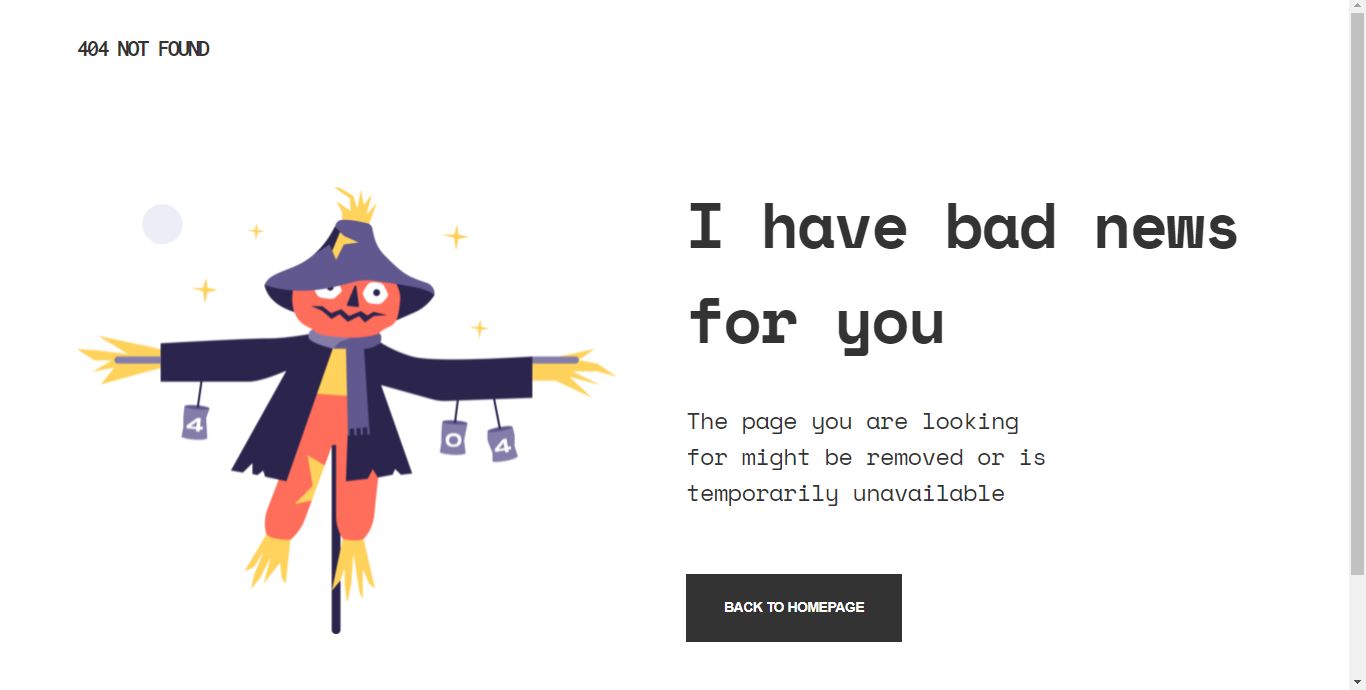 404 NOT FOUND
I have bad news
for you
The page you are looking
for might be removed or is
temporarily unavailable
4
0
4
BACK TO HOMEPAGE